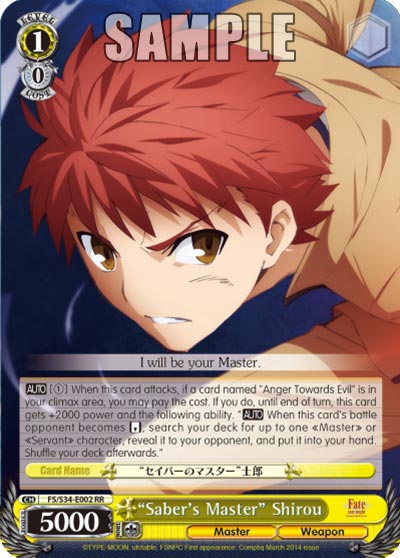 LEVEL
1
0
COST
SAMPLE
I will be your Master.
AUTO [①] When this card attacks, if a card named "Anger Towards Evil" is in
your climax area, you may pay the cost. If you do, until end of turn, this card
gets +2000 power and the following ability. "AUTO When this card's battle
opponent becomes [ ], search your deck for up to one «Master» or
«Servant» character, reveal it to your opponent, and put it into your hand.
Shuffle your deck afterwards."
Card Name
"セイバーのマスター"士郎
CH FS/S34-E002 RR
"Saber's Master" Shirou
POWER
5000
Fate
Master
Weapon
©TYPE-MOON, ufotable, FSNPC First appearance: Comptiq March 2014 issue